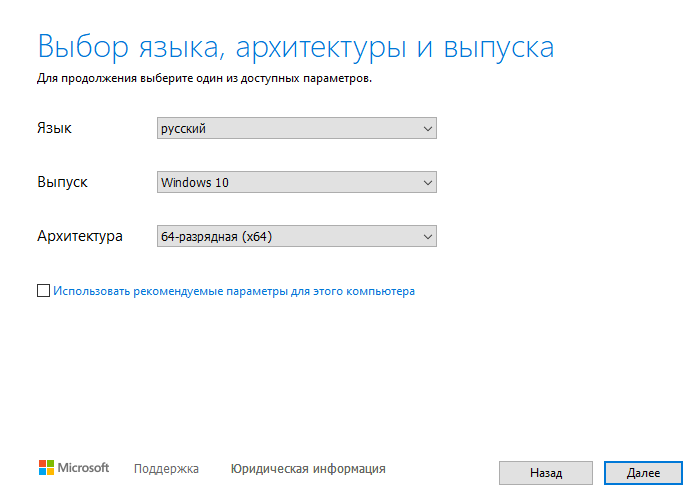 Выбор языка, архитектуры и выпуска
Для продолжения выберите один из доступных параметров.
Язык русский
Выпуск Windows 10
Архитектура 64-разрядная (x64)
Использовать рекомендуемые параметры для этого компьютера
Microsoft Поддержка Юридическая информация Назад Далее